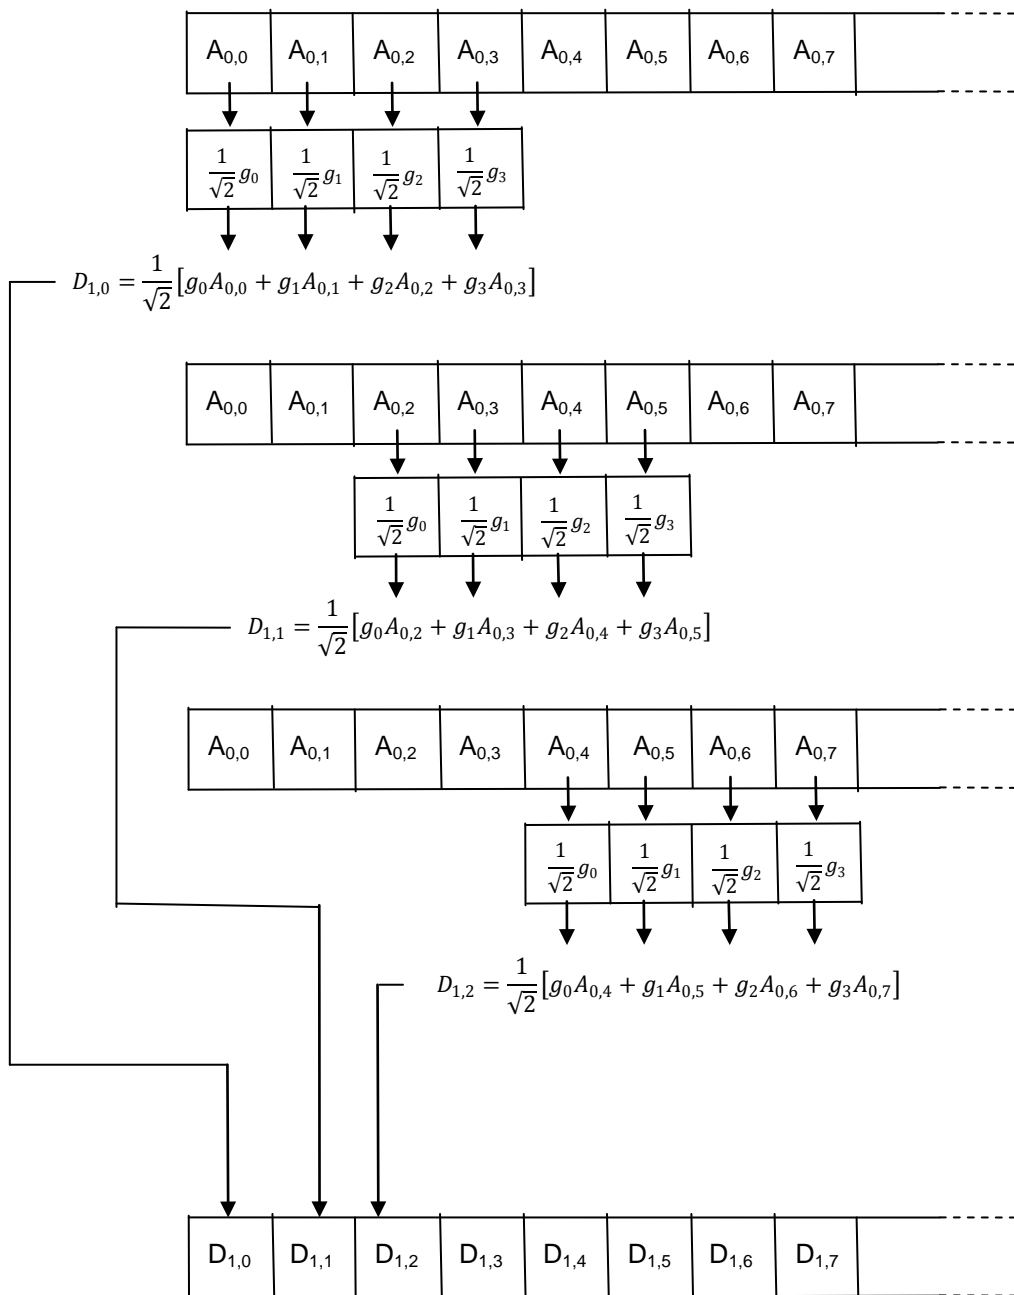 A0,0 A0,1 A0,2 A0,3 A0,4 A0,5 A0,6 A0,7
1/√2 g0 1/√2 g1 1/√2 g2 1/√2 g3
D1,0 = 1/√2 [g0A0,0 + g1A0,1 + g2A0,2 + g3A0,3]
A0,0 A0,1 A0,2 A0,3 A0,4 A0,5 A0,6 A0,7
1/√2 g0 1/√2 g1 1/√2 g2 1/√2 g3
D1,1 = 1/√2 [g0A0,2 + g1A0,3 + g2A0,4 + g3A0,5]
A0,0 A0,1 A0,2 A0,3 A0,4 A0,5 A0,6 A0,7
1/√2 g0 1/√2 g1 1/√2 g2 1/√2 g3
D1,2 = 1/√2 [g0A0,4 + g1A0,5 + g2A0,6 + g3A0,7]
D1,0 D1,1 D1,2 D1,3 D1,4 D1,5 D1,6 D1,7